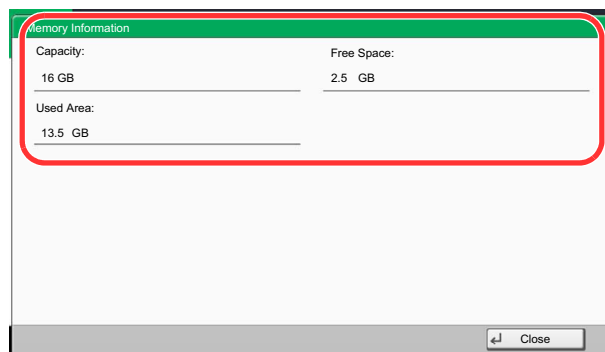 Memory Information
Capacity:
Free Space:
16 GB
2.5 GB
Used Area:
13.5 GB
Close